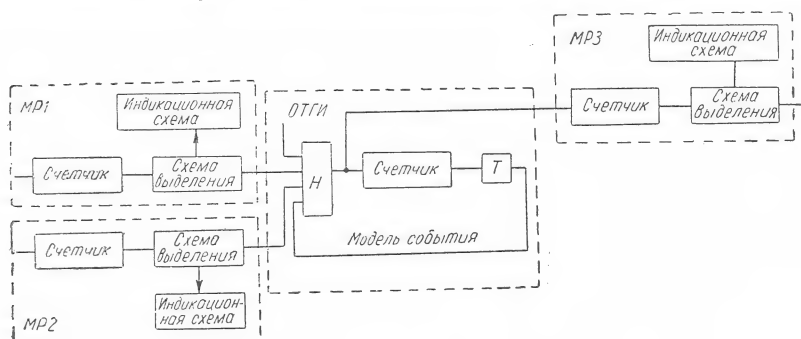 МР1
Индикационная
схема
Счетчик
Схема
выделения
МР2
Счетчик
Схема
выделения
Индикацион-
ная схема
ОТГИ
Н
Счетчик
Т
Модель события
МР3
Индикационная
схема
Счетчик
Схема
выделения